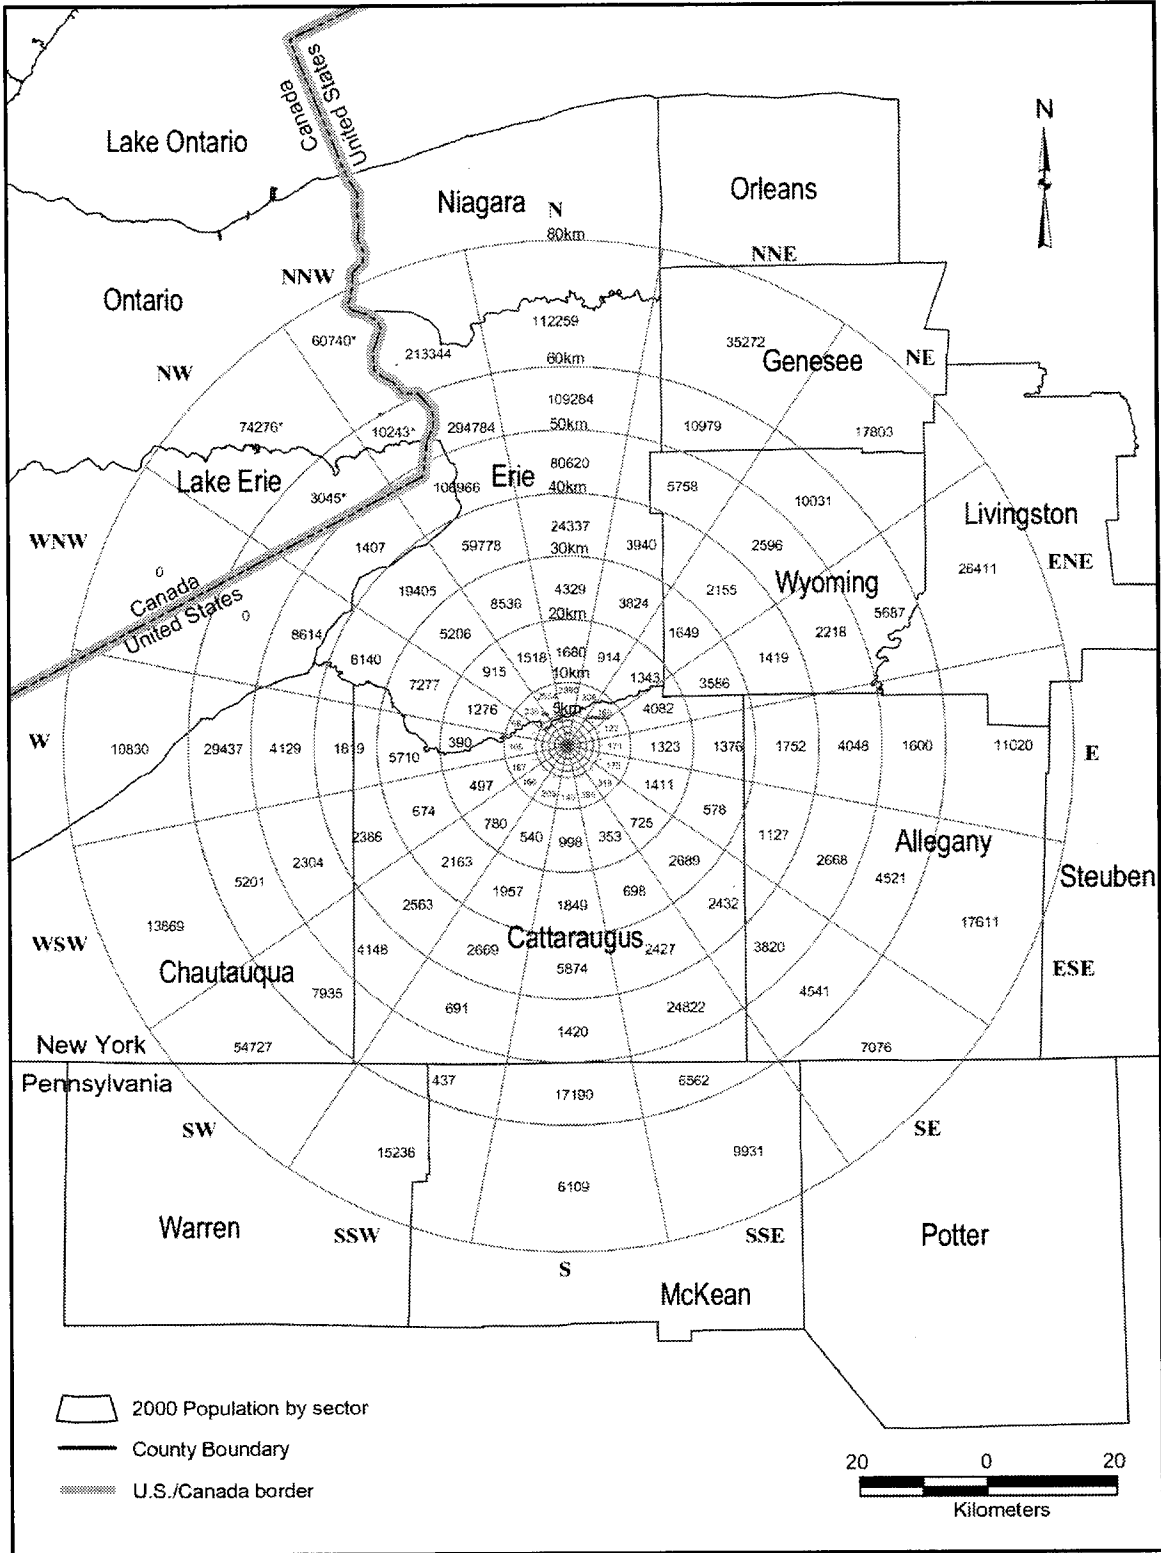 Canada
United States
N
Lake Ontario
Niagara
N
Orleans
80km
NNE
NNW
Ontario
112259
60740*
213344
35272
60km
Genesee
NE
NW
109284
74276*
10243*
294784
50km
10979
17803
80620
Lake Erie
Erie
3045*
106966
40km
5758
10031
Livingston
WNW
24337
1407
59778
30km
3940
2596
ENE
0
26411
Canada
United States
0
19405
8536
4329
3824
2155
Wyoming
20km
5687
8614
5206
1649
2218
6140
915
1518
1680
914
1419
10km
7277
1343
3586
1276
5km
4082
W
10830
29437
4129
1819
5710
390
1323
1376
1752
4048
1600
11020
E
497
1411
674
578
780
725
2386
540
998
353
1127
Allegany
2304
2163
2689
2668
Steuben
5201
1957
698
4521
2563
1849
2432
13869
17611
WSW
4148
2669
Cattaraugus
2427
3820
Chautauqua
5874
ESE
7935
691
24822
4541
1420
New York
54727
7076
Pennsylvania
437
6562
17190
SW
SE
15236
9931
6109
Warren
SSW
SSE
Potter
S
McKean
2000 Population by sector
County Boundary
U.S./Canada border
20 0 20
Kilometers